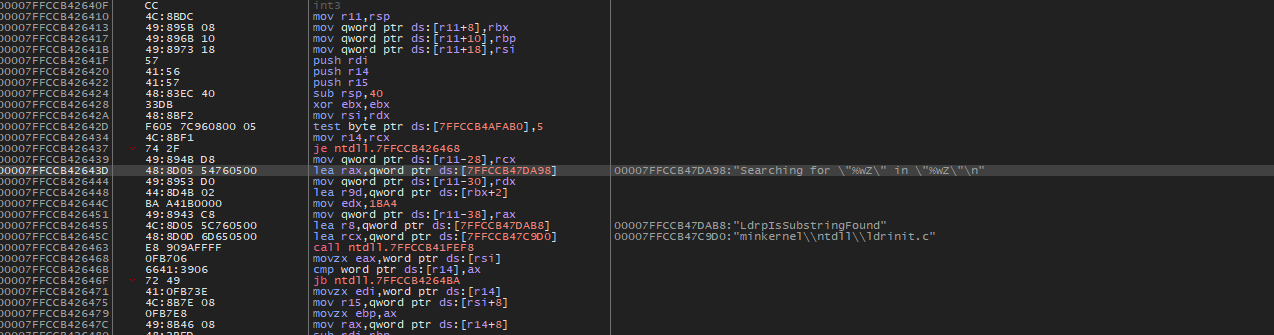 00007FFCCB42640F CC int3
00007FFCCB426410 4C:8BDC mov r11,rsp
00007FFCCB426413 49:895B 08 mov qword ptr ds:[r11+8],rbx
00007FFCCB426417 49:896B 10 mov qword ptr ds:[r11+10],rbp
00007FFCCB42641B 49:8973 18 mov qword ptr ds:[r11+18],rsi
00007FFCCB42641F 57 push rdi
00007FFCCB426420 41:56 push r14
00007FFCCB426422 41:57 push r15
00007FFCCB426424 48:83EC 40 sub rsp,40
00007FFCCB426428 33DB xor ebx,ebx
00007FFCCB42642A 48:8BF2 mov rsi,rdx
00007FFCCB42642D F605 7C960800 05 test byte ptr ds:[7FFCCB4AFAB0],5
00007FFCCB426434 4C:8BF1 mov r14,rcx
00007FFCCB426437 74 2F je ntdll.7FFCCB426468
00007FFCCB426439 49:894B D8 mov qword ptr ds:[r11-28],rcx
00007FFCCB42643D 48:8D05 54760500 lea rax,qword ptr ds:[7FFCCB47DA98] 00007FFCCB47DA98:"Searching for \"%wZ\" in \"%wZ\"\n"
00007FFCCB426444 49:8953 D0 mov qword ptr ds:[r11-30],rdx
00007FFCCB426448 44:8D4B 02 lea r9d,qword ptr ds:[rbx+2]
00007FFCCB42644C BA A41B0000 mov edx,1BA4
00007FFCCB426451 49:8943 C8 mov qword ptr ds:[r11-38],rax
00007FFCCB426455 4C:8D05 5C760500 lea r8,qword ptr ds:[7FFCCB47DAB8] 00007FFCCB47DAB8:"LdrpIsSubstringFound"
00007FFCCB42645C 48:8D0D 6D650500 lea rcx,qword ptr ds:[7FFCCB47C9D0] 00007FFCCB47C9D0:"minkernel\\ntdll\\ldrinit.c"
00007FFCCB426463 E8 909AFFFF call ntdll.7FFCCB41FEF8
00007FFCCB426468 0FB706 movzx eax,word ptr ds:[rsi]
00007FFCCB42646B 6641:3906 cmp word ptr ds:[r14],ax
00007FFCCB42646F 72 49 jb ntdll.7FFCCB4264BA
00007FFCCB426471 41:0FB73E movzx edi,word ptr ds:[r14]
00007FFCCB426475 4C:8B7E 08 mov r15,qword ptr ds:[rsi+8]
00007FFCCB426479 0FB7E8 movzx ebp,ax
00007FFCCB42647C 49:8B46 08 mov rax,qword ptr ds:[r14+8]